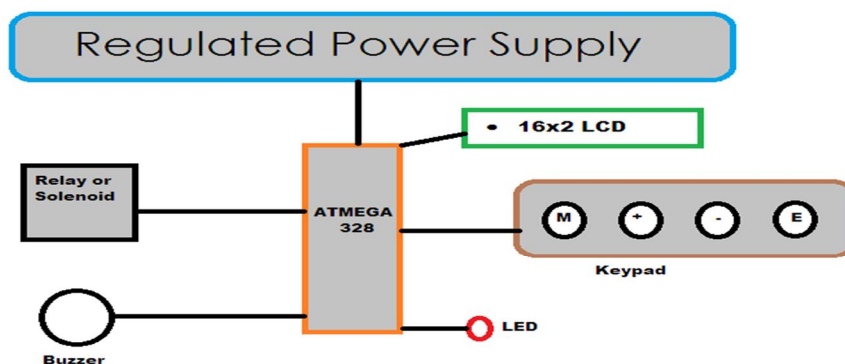 Regulated Power Supply
• 16x2 LCD
Relay or
Solenoid
ATMEGA
328
M + - E
Keypad
LED
Buzzer